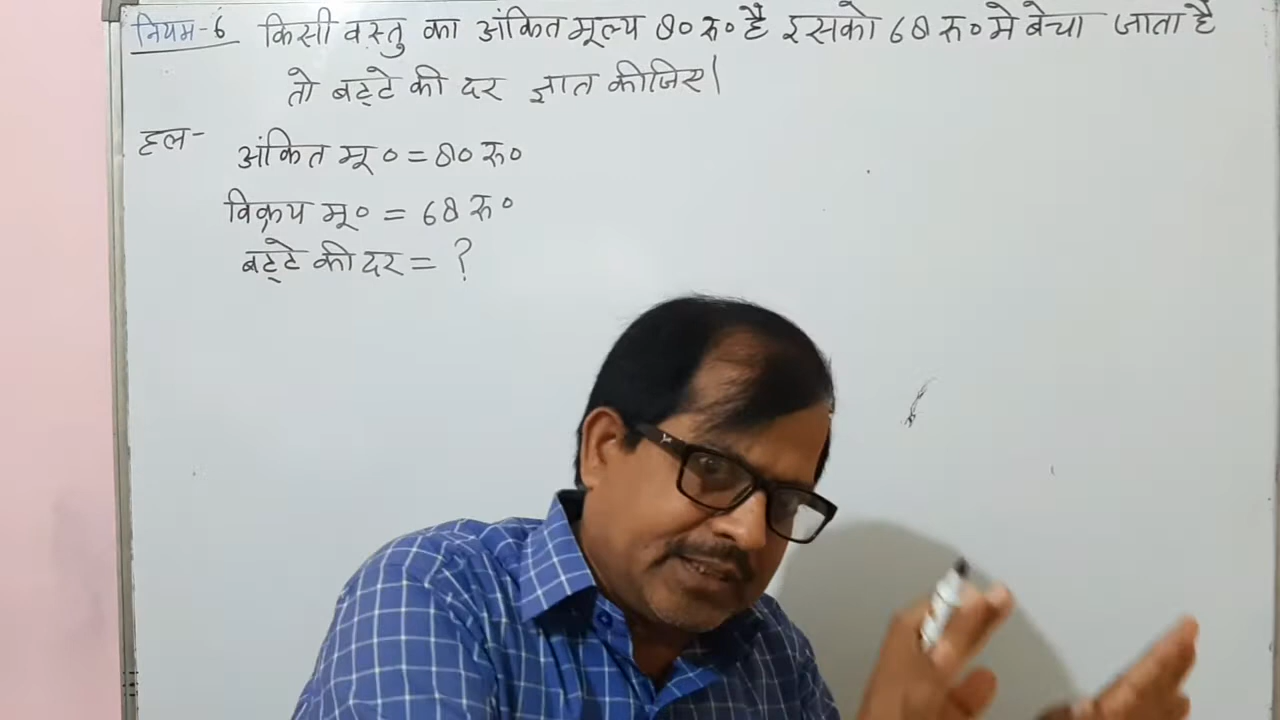 नियम-6 किसी वस्तु का अंकित मूल्य 80 रु० है इसको 68 रु० मे बेचा जाता है
तो बट्टे की दर ज्ञात कीजिए।
हल-
अंकित मू० = 80 रु०
विक्रय मू० = 68 रु०
बट्टे की दर = ?